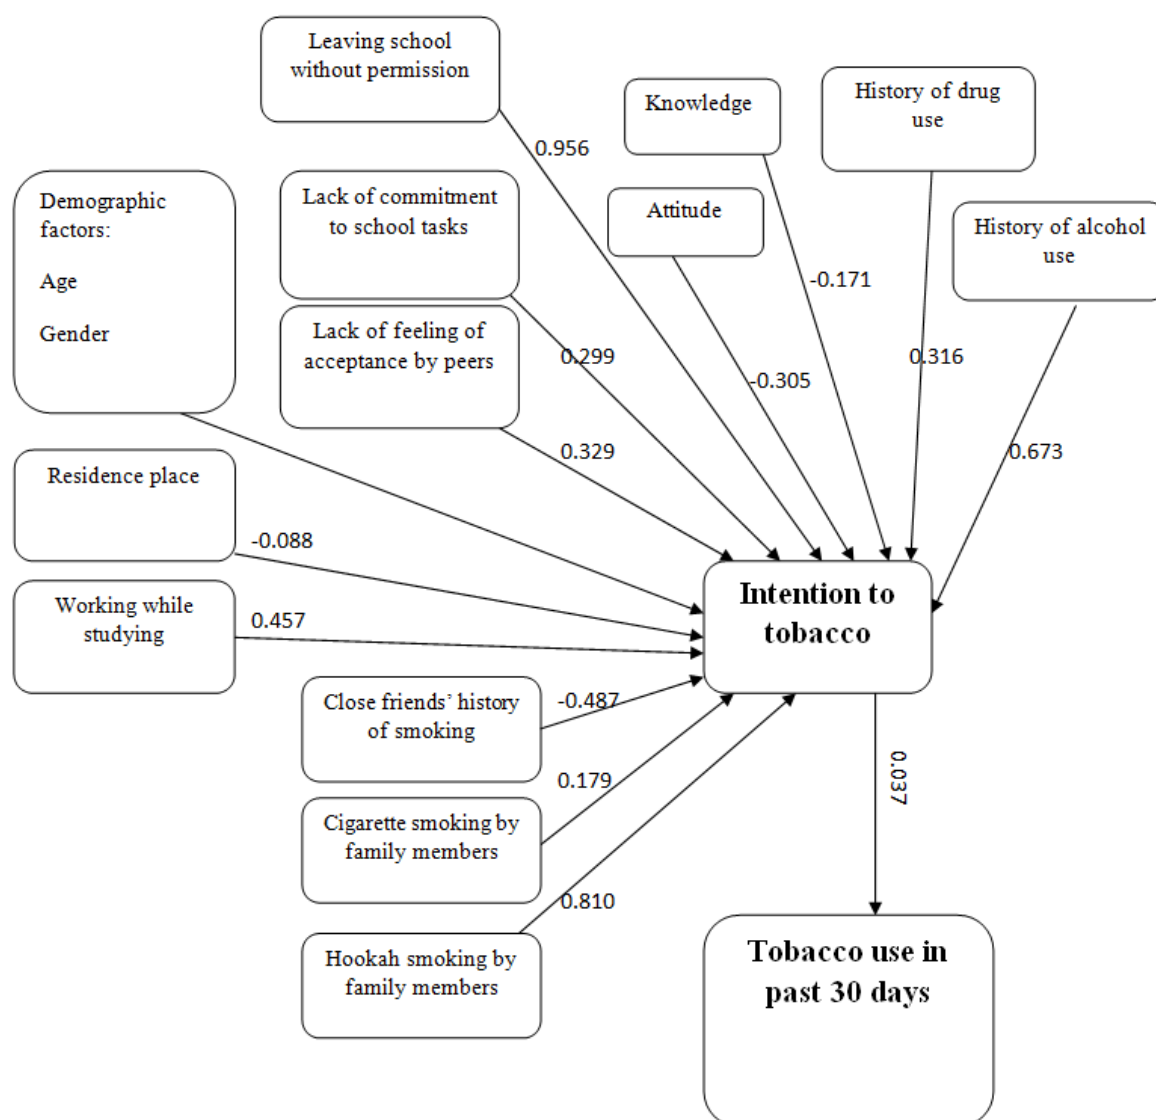 Leaving school
without permission
Knowledge
History of drug
use
0.956
Demographic
factors:
Age
Gender
Lack of commitment
to school tasks
Attitude
History of alcohol
use
-0.171
Lack of feeling of
acceptance by peers
0.299
0.316
-0.305
0.329
0.673
Residence place
-0.088
Working while
studying
0.457
Intention to
tobacco
Close friends’ history
of smoking
-0.487
0.179
0.037
Cigarette smoking by
family members
0.810
Hookah smoking by
family members
Tobacco use in
past 30 days